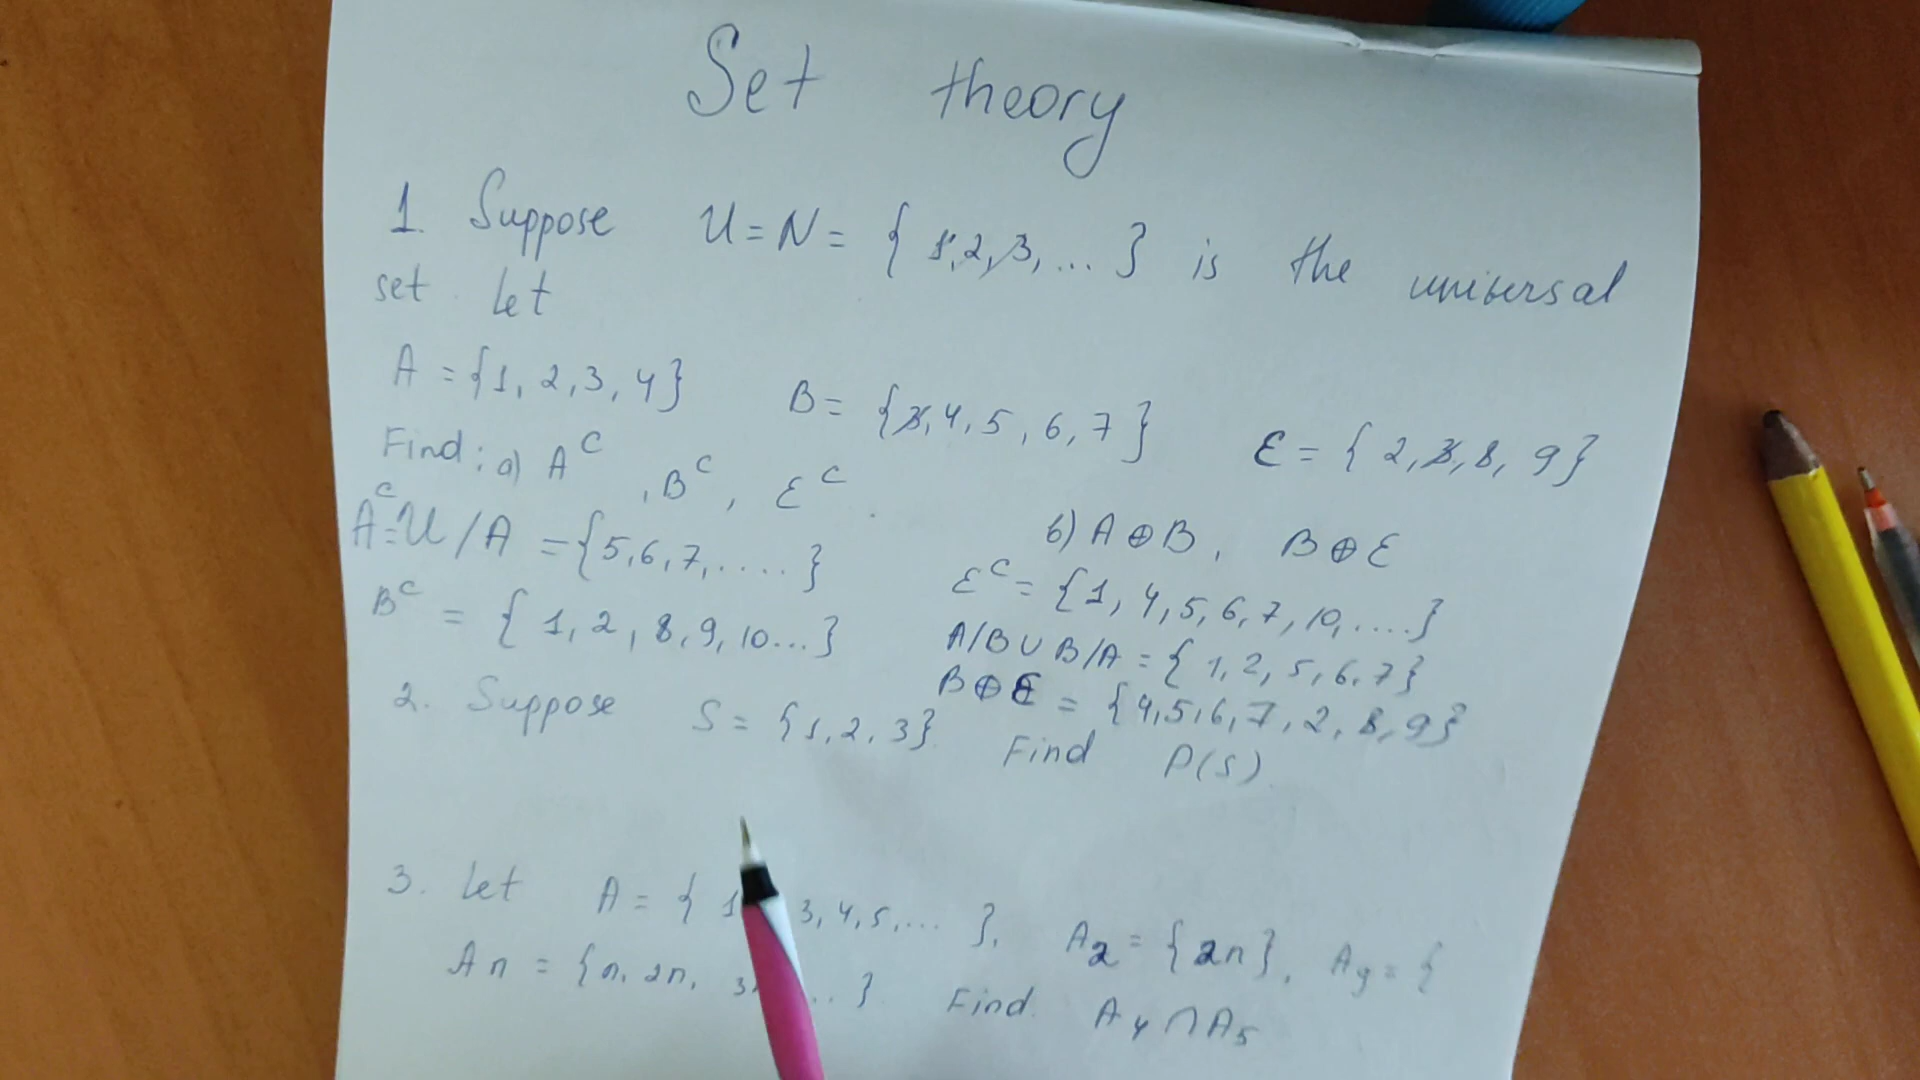 Set theory
1. Suppose U = N = { 1, 2, 3, ... } is the universal
set. Let
A = {1, 2, 3, 4} B = {3, 4, 5, 6, 7} Ɛ = { 2, 3, 8, 9}
Find: a) A^C, B^C, Ɛ^C. b) A ⊕ B, B ⊕ Ɛ
A^C = U / A = {5, 6, 7, ....}
Ɛ^C = {1, 4, 5, 6, 7, 10, ....}
B^C = { 1, 2, 8, 9, 10...}
A/B ∪ B/A = { 1, 2, 5, 6, 7}
B ⊕ Ɛ = {4, 5, 6, 7, 2, 8, 9}
2. Suppose S = {1, 2, 3} Find P(S)
3. Let A = { 1 3, 4, 5, ... }, A2 = {2n}, A9 = {
An = {n, 2n, ...} Find. A4 ∩ A5